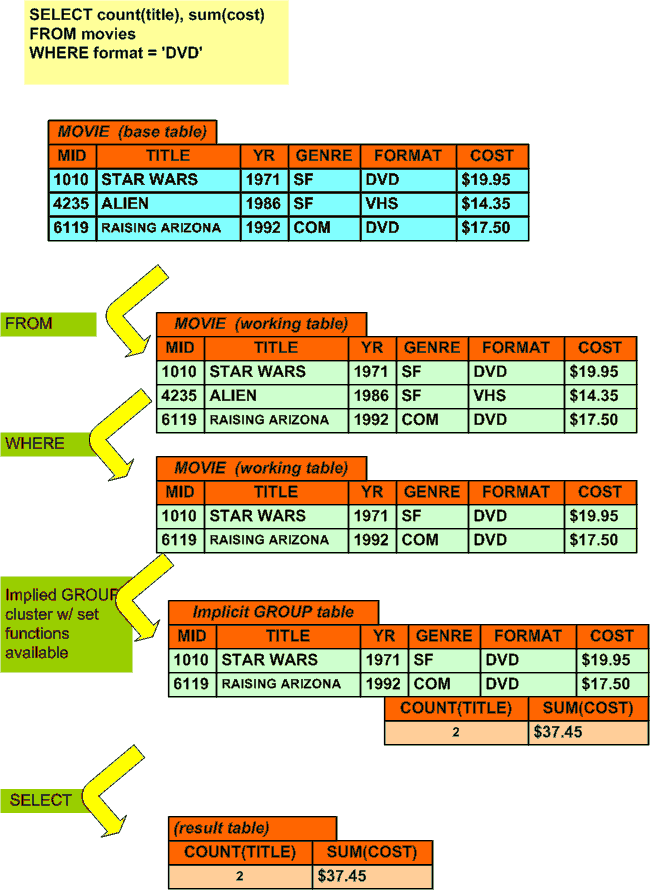 SELECT count(title), sum(cost)
FROM movies
WHERE format = 'DVD'
MOVIE (base table)
MID TITLE YR GENRE FORMAT COST
1010 STAR WARS 1971 SF DVD $19.95
4235 ALIEN 1986 SF VHS $14.35
6119 RAISING ARIZONA 1992 COM DVD $17.50
FROM
MOVIE (working table)
MID TITLE YR GENRE FORMAT COST
1010 STAR WARS 1971 SF DVD $19.95
4235 ALIEN 1986 SF VHS $14.35
6119 RAISING ARIZONA 1992 COM DVD $17.50
WHERE
MOVIE (working table)
MID TITLE YR GENRE FORMAT COST
1010 STAR WARS 1971 SF DVD $19.95
6119 RAISING ARIZONA 1992 COM DVD $17.50
Implied GROUP
cluster w/ set
functions
available
Implicit GROUP table
MID TITLE YR GENRE FORMAT COST
1010 STAR WARS 1971 SF DVD $19.95
6119 RAISING ARIZONA 1992 COM DVD $17.50
COUNT(TITLE) SUM(COST)
2 $37.45
SELECT
(result table)
COUNT(TITLE) SUM(COST)
2 $37.45